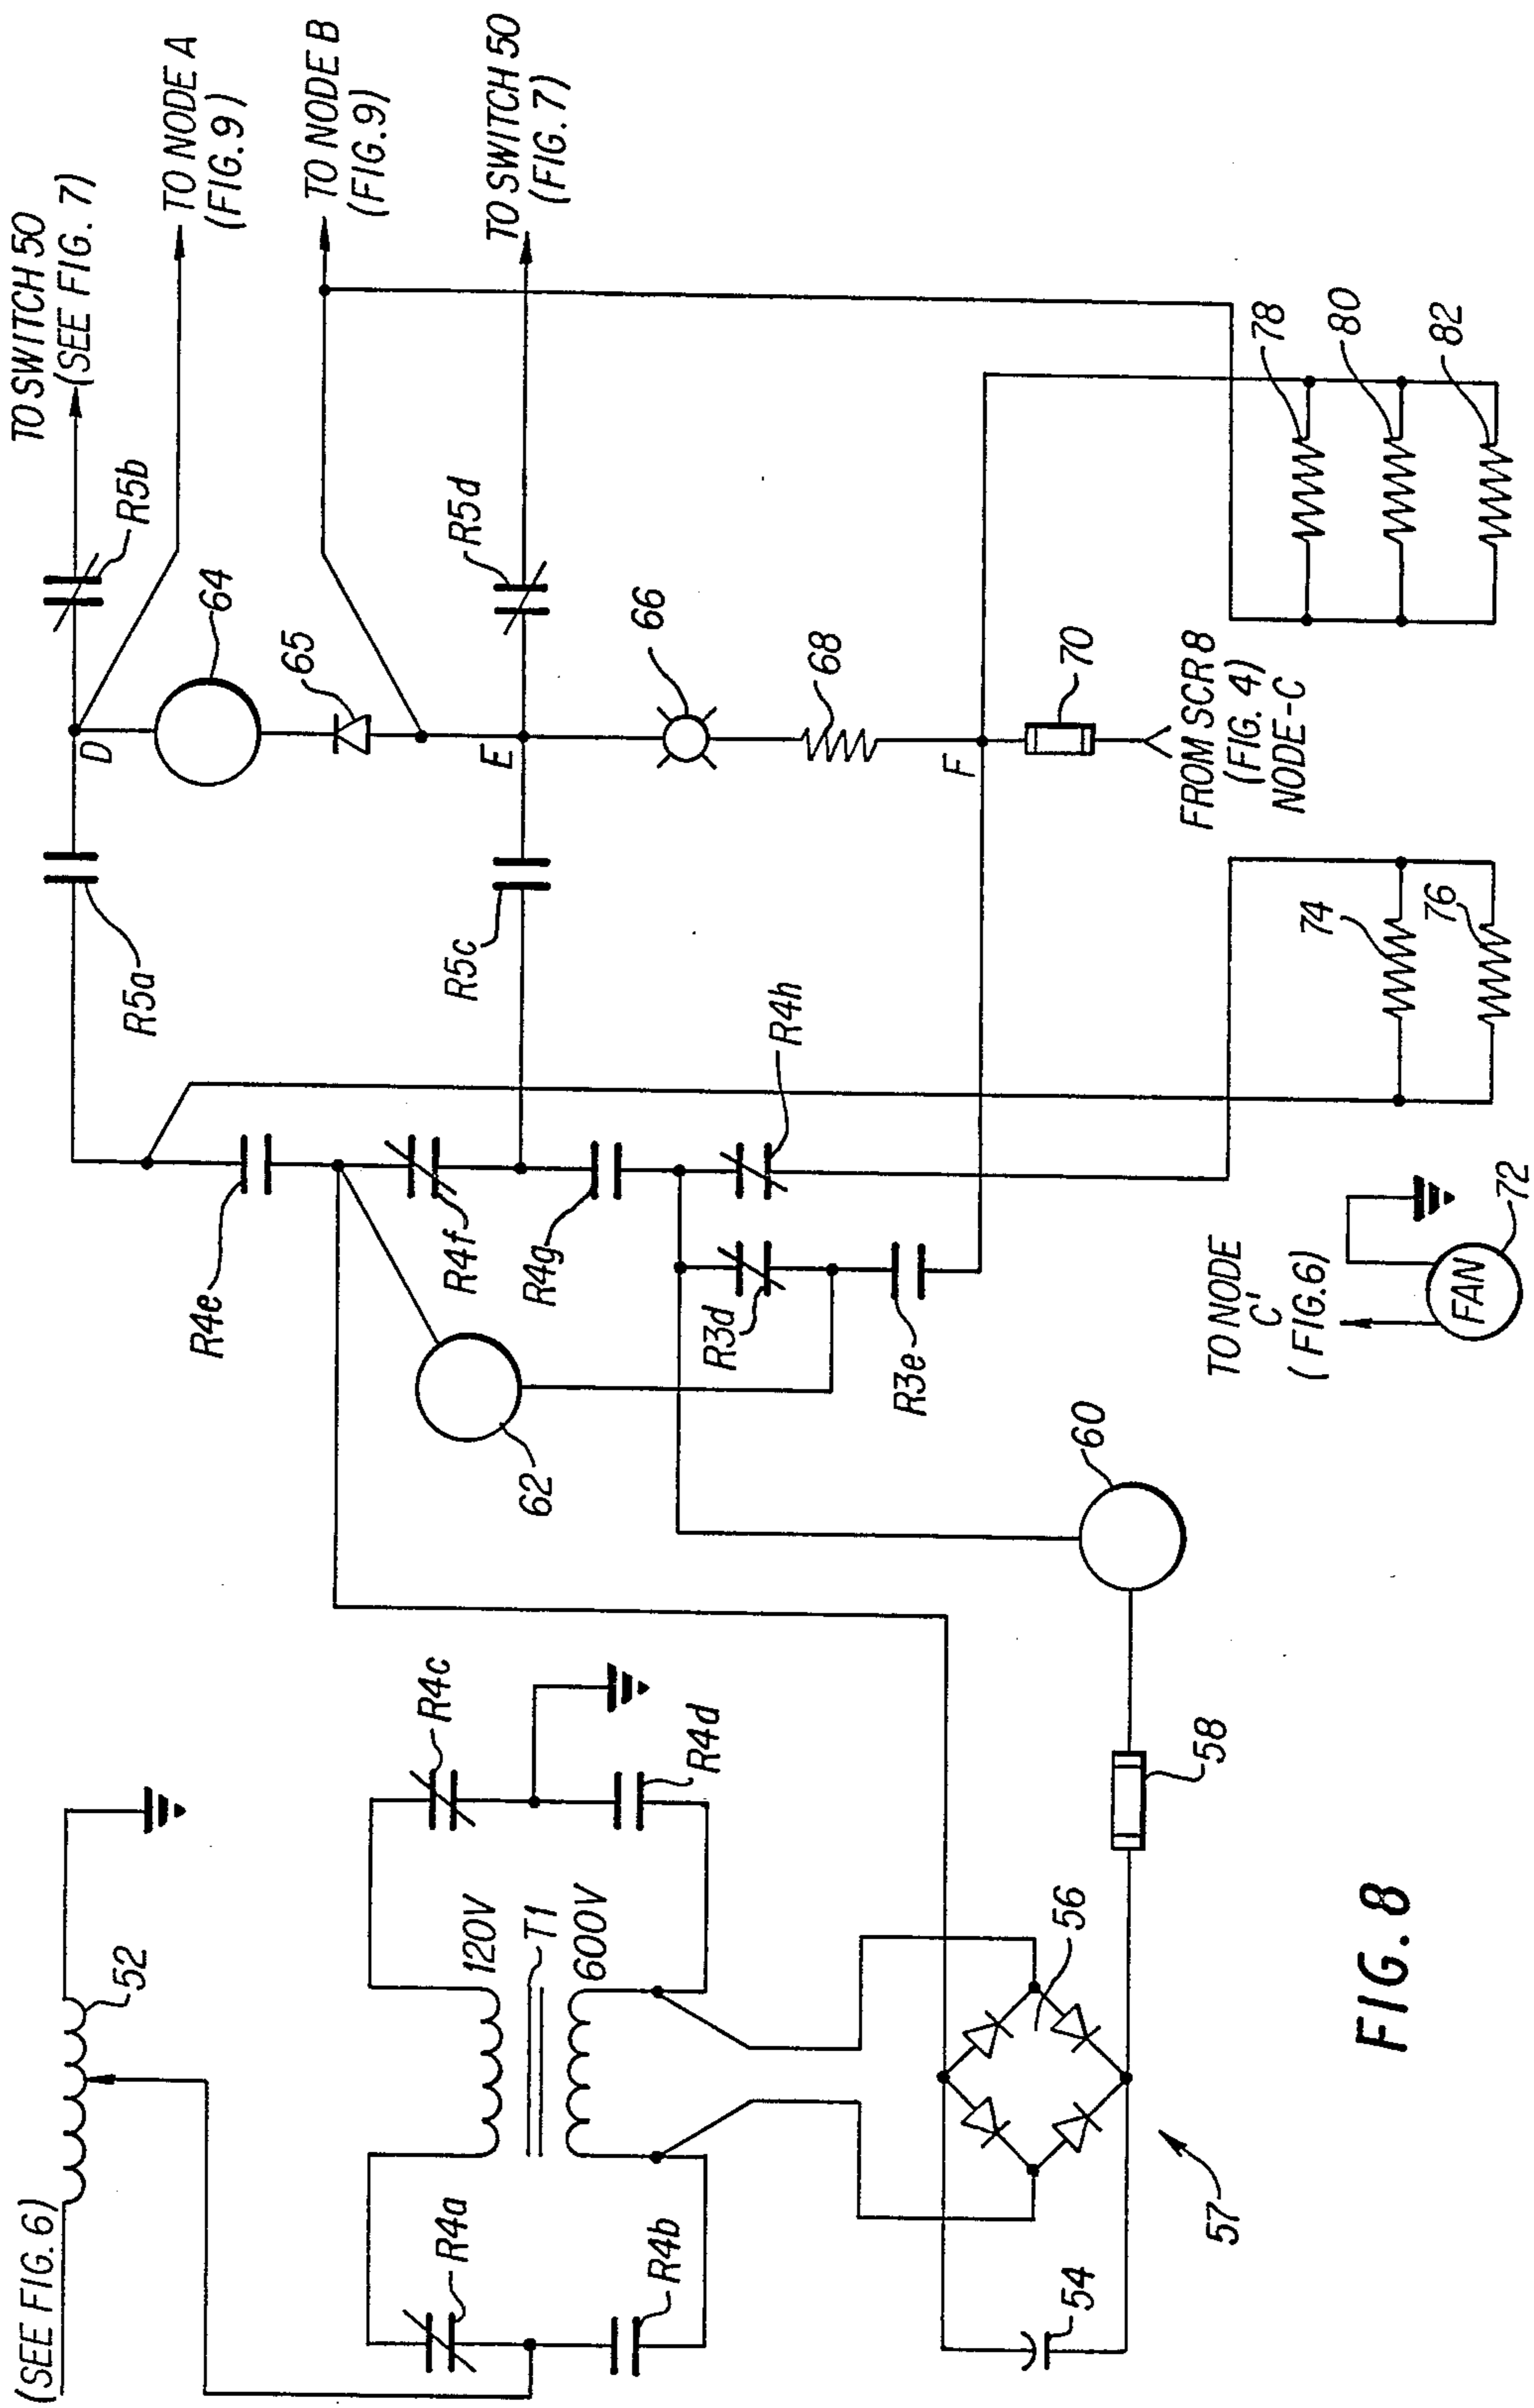 (SEE FIG. 6)
52
R4a
R4b
120V
T1
600V
R4c
R4d
54
56
57
58
60
62
R4e
R4f
R4g
R4h
R3d
R3e
R5a
R5c
D
E
F
64
65
66
68
70
R5b
R5d
TO SWITCH 50
(SEE FIG. 7)
TO NODE A
(FIG. 9)
TO NODE B
(FIG. 9)
TO SWITCH 50
(FIG. 7)
FROM SCR 8
(FIG. 4)
NODE-C
TO NODE
C'
(FIG. 6)
FAN
72
74
76
78
80
82
FIG. 8